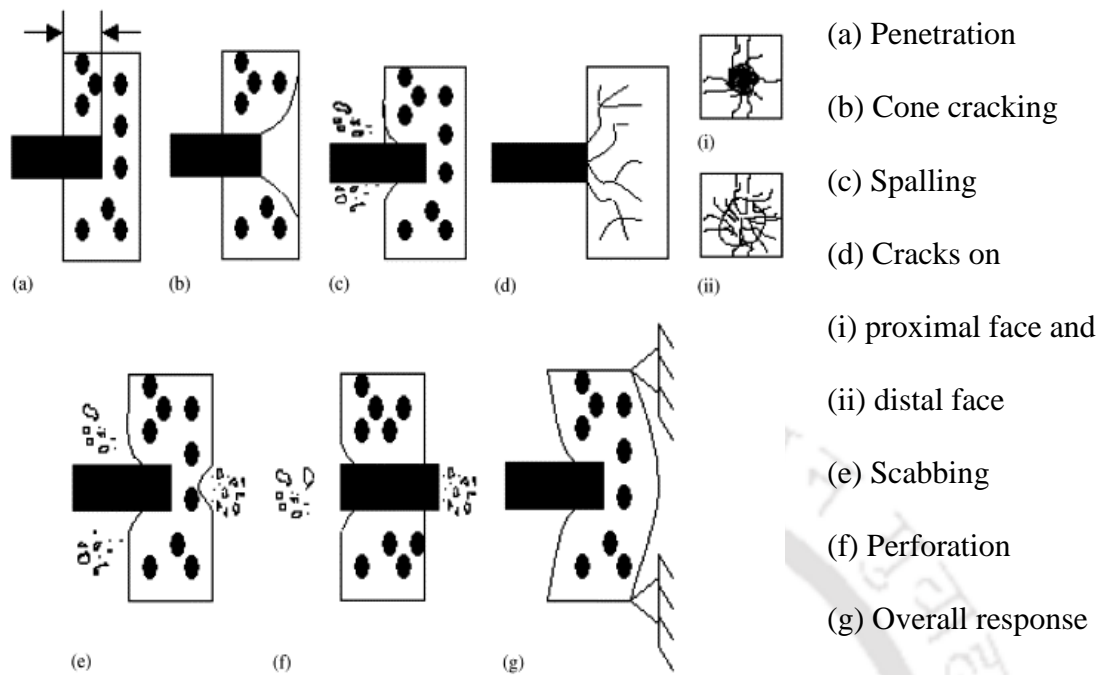 (a)
(b)
(c)
(d)
(i)
(ii)
(e)
(f)
(g)
(a) Penetration
(b) Cone cracking
(c) Spalling
(d) Cracks on
(i) proximal face and
(ii) distal face
(e) Scabbing
(f) Perforation
(g) Overall response